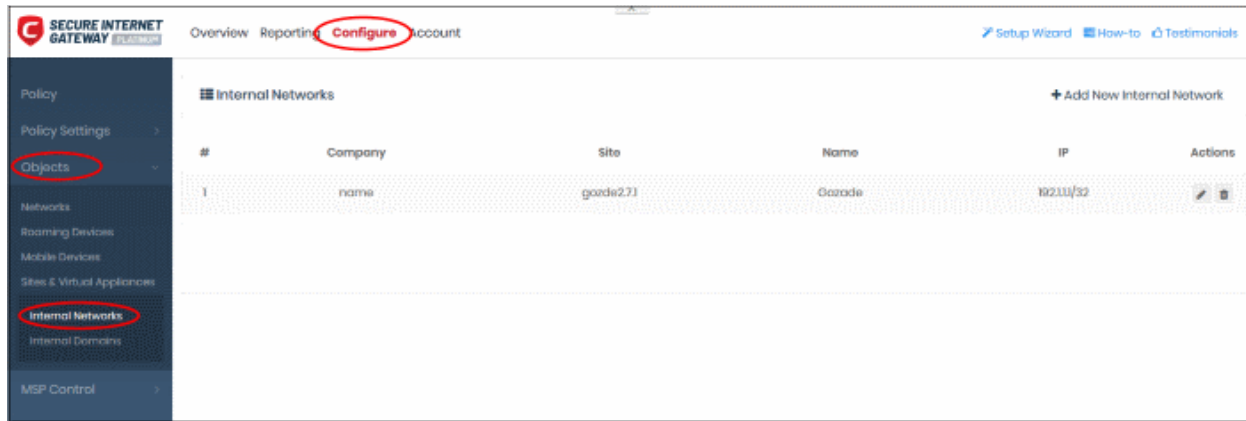 SECURE INTERNET
GATEWAY PLATINUM
Overview Reporting Configure Account
Setup Wizard How-to Testimonials
Policy
Policy Settings
Objects
Networks
Roaming Devices
Mobile Devices
Sites & Virtual Appliances
Internal Networks
Internal Domains
MSP Control
Internal Networks
Add New Internal Network
# Company Site Name IP Actions
1 name gozde2.7.1 Gozade 192.1.1.1/32